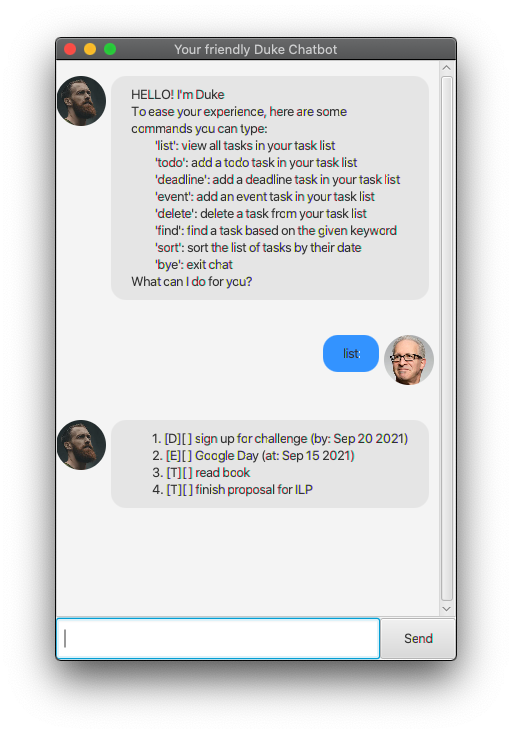 Your friendly Duke Chatbot
HELLO! I'm Duke
To ease your experience, here are some
commands you can type:
'list': view all tasks in your task list
'todo': add a todo task in your task list
'deadline': add a deadline task in your task list
'event': add an event task in your task list
'delete': delete a task from your task list
'find': find a task based on the given keyword
'sort': sort the list of tasks by their date
'bye': exit chat
What can I do for you?
list
1. [D][ ] sign up for challenge (by: Sep 20 2021)
2. [E][ ] Google Day (at: Sep 15 2021)
3. [T][ ] read book
4. [T][ ] finish proposal for ILP
Send